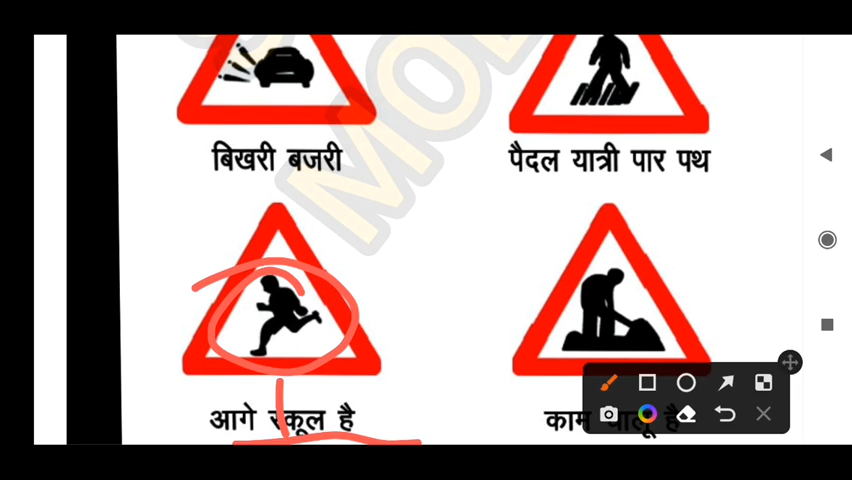 बिखरी बजरी
पैदल यात्री पार पथ
आगे स्कूल है
काम चालू है